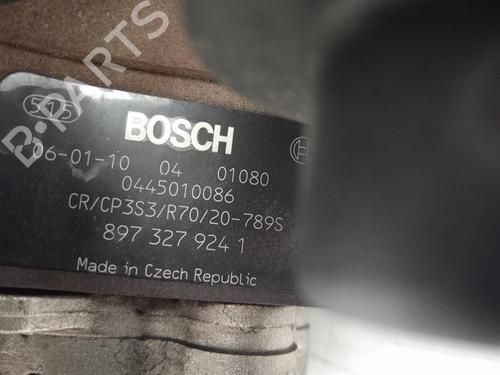 B-PARTS
515
BOSCH
06-01-10 04 01080
0445010086
CR/CP3S3/R70/20-789S
897 327 924 1
Made in Czech Republic